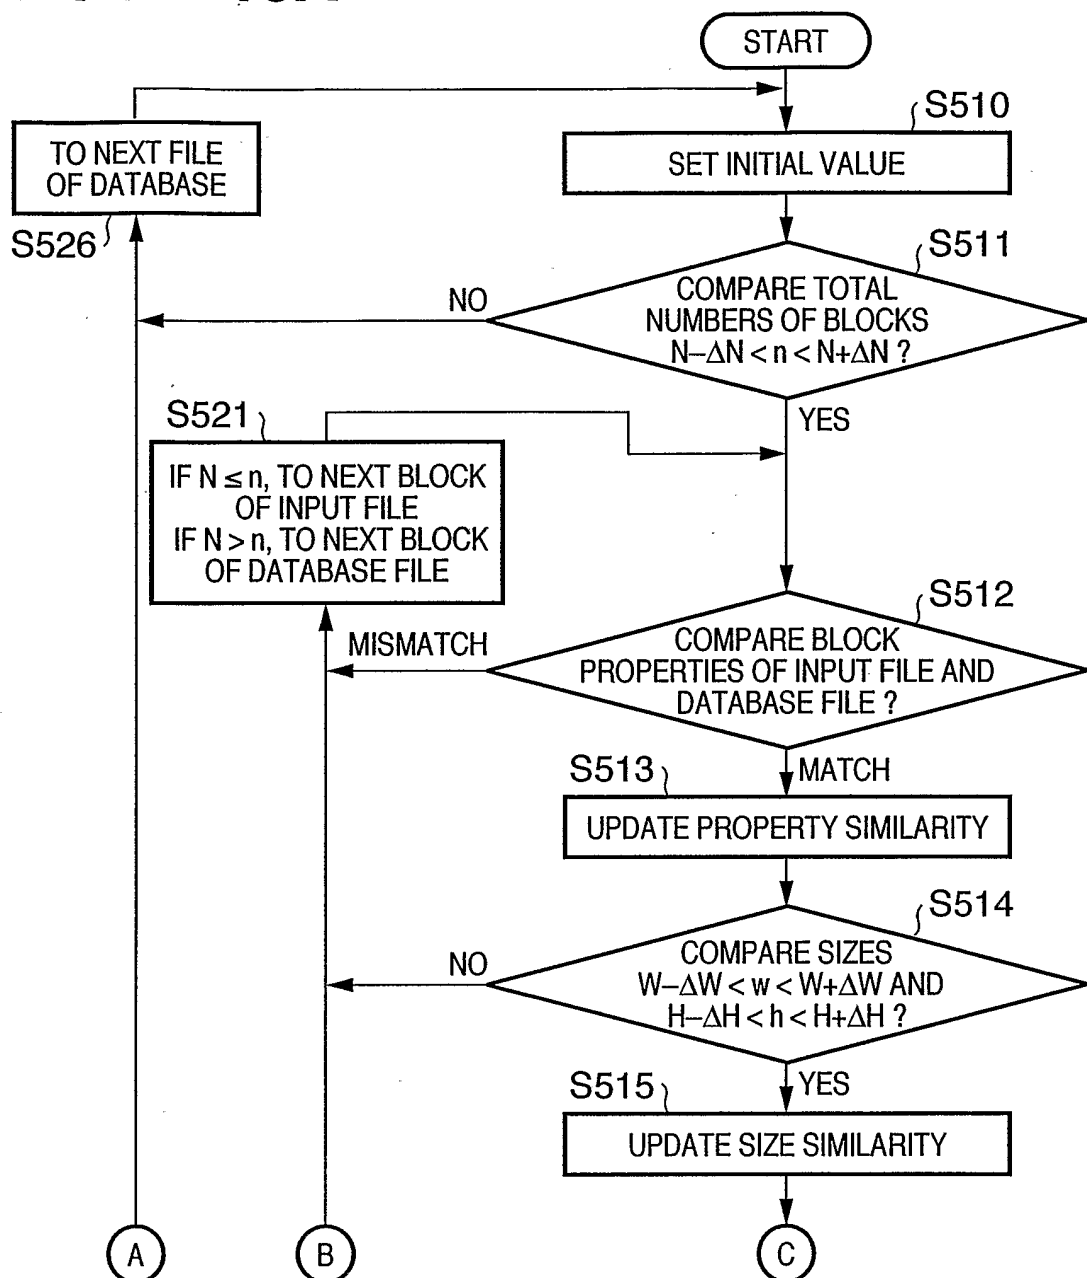 START
S510
SET INITIAL VALUE
TO NEXT FILE
OF DATABASE
S526
S511
COMPARE TOTAL
NUMBERS OF BLOCKS
N–ΔN < n < N+ΔN ?
NO
YES
S521
IF N ≤ n, TO NEXT BLOCK
OF INPUT FILE
IF N > n, TO NEXT BLOCK
OF DATABASE FILE
S512
COMPARE BLOCK
PROPERTIES OF INPUT FILE AND
DATABASE FILE ?
MISMATCH
MATCH
S513
UPDATE PROPERTY SIMILARITY
S514
COMPARE SIZES
W–ΔW < w < W+ΔW AND
H–ΔH < h < H+ΔH ?
NO
YES
S515
UPDATE SIZE SIMILARITY
A
B
C